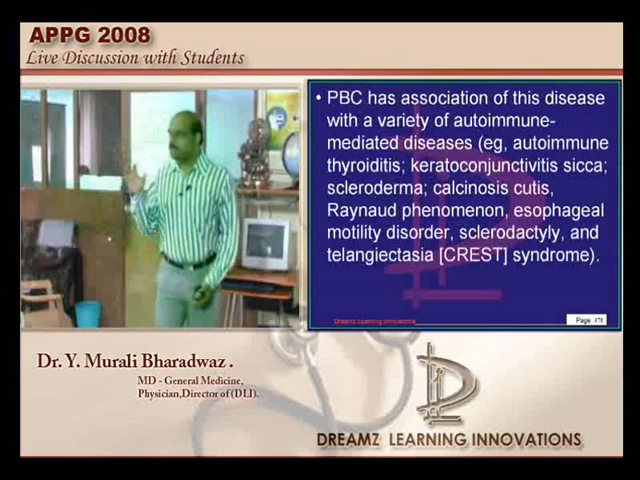 APPG 2008
Live Discussion with Students
• PBC has association of this disease
with a variety of autoimmune-
mediated diseases (eg, autoimmune
thyroiditis; keratoconjunctivitis sicca;
scleroderma; calcinosis cutis,
Raynaud phenomenon, esophageal
motility disorder, sclerodactyly, and
telangiectasia [CREST] syndrome).
Dreamz Learning Innovations
Page 478
Dr. Y. Murali Bharadwaz .
MD - General Medicine,
Physician,Director of (DLI).
DREAMZ LEARNING INNOVATIONS